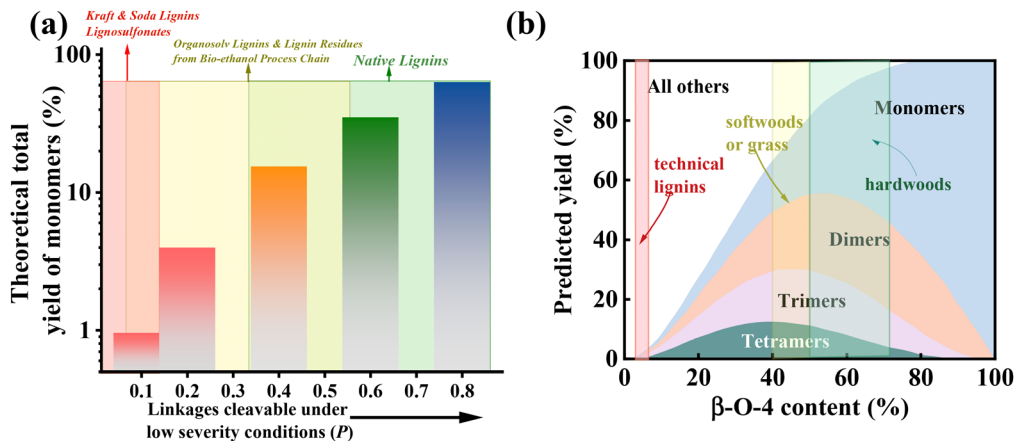 (a)
Kraft & Soda Lignins
Lignosulfonates
Organosolv Lignins & Lignin Residues
from Bio-ethanol Process Chain
Native Lignins
Theoretical total
yield of monomers (%)
100
10
1
0.1 0.2 0.3 0.4 0.5 0.6 0.7 0.8
Linkages cleavable under
low severity conditions (P)
(b)
Predicted yield (%)
100
80
60
40
20
0
All others
Monomers
softwoods
or grass
technical
lignins
hardwoods
Dimers
Trimers
Tetramers
0 20 40 60 80 100
β-O-4 content (%)